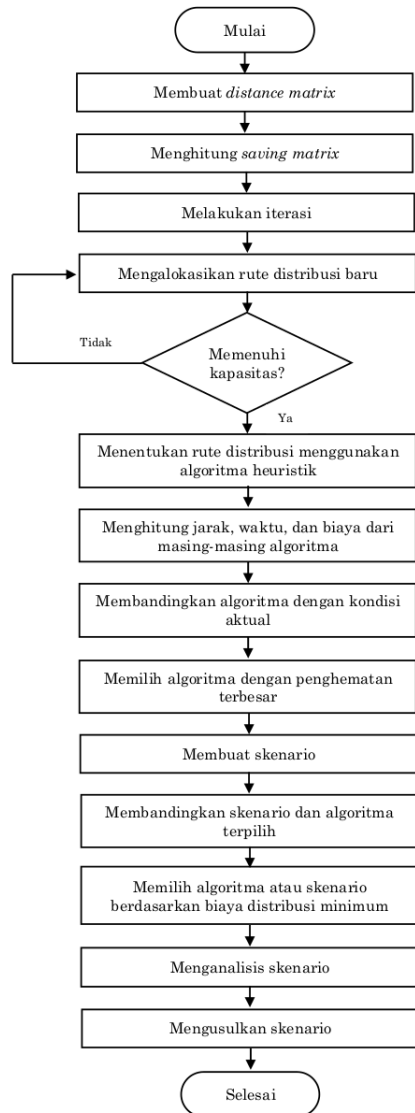 Mulai
Membuat distance matrix
Menghitung saving matrix
Melakukan iterasi
Mengalokasikan rute distribusi baru
Tidak
Memenuhi
kapasitas?
Ya
Menentukan rute distribusi menggunakan
algoritma heuristik
Menghitung jarak, waktu, dan biaya dari
masing-masing algoritma
Membandingkan algoritma dengan kondisi
aktual
Memilih algoritma dengan penghematan
terbesar
Membuat skenario
Membandingkan skenario dan algoritma
terpilih
Memilih algoritma atau skenario
berdasarkan biaya distribusi minimum
Menganalisis skenario
Mengusulkan skenario
Selesai